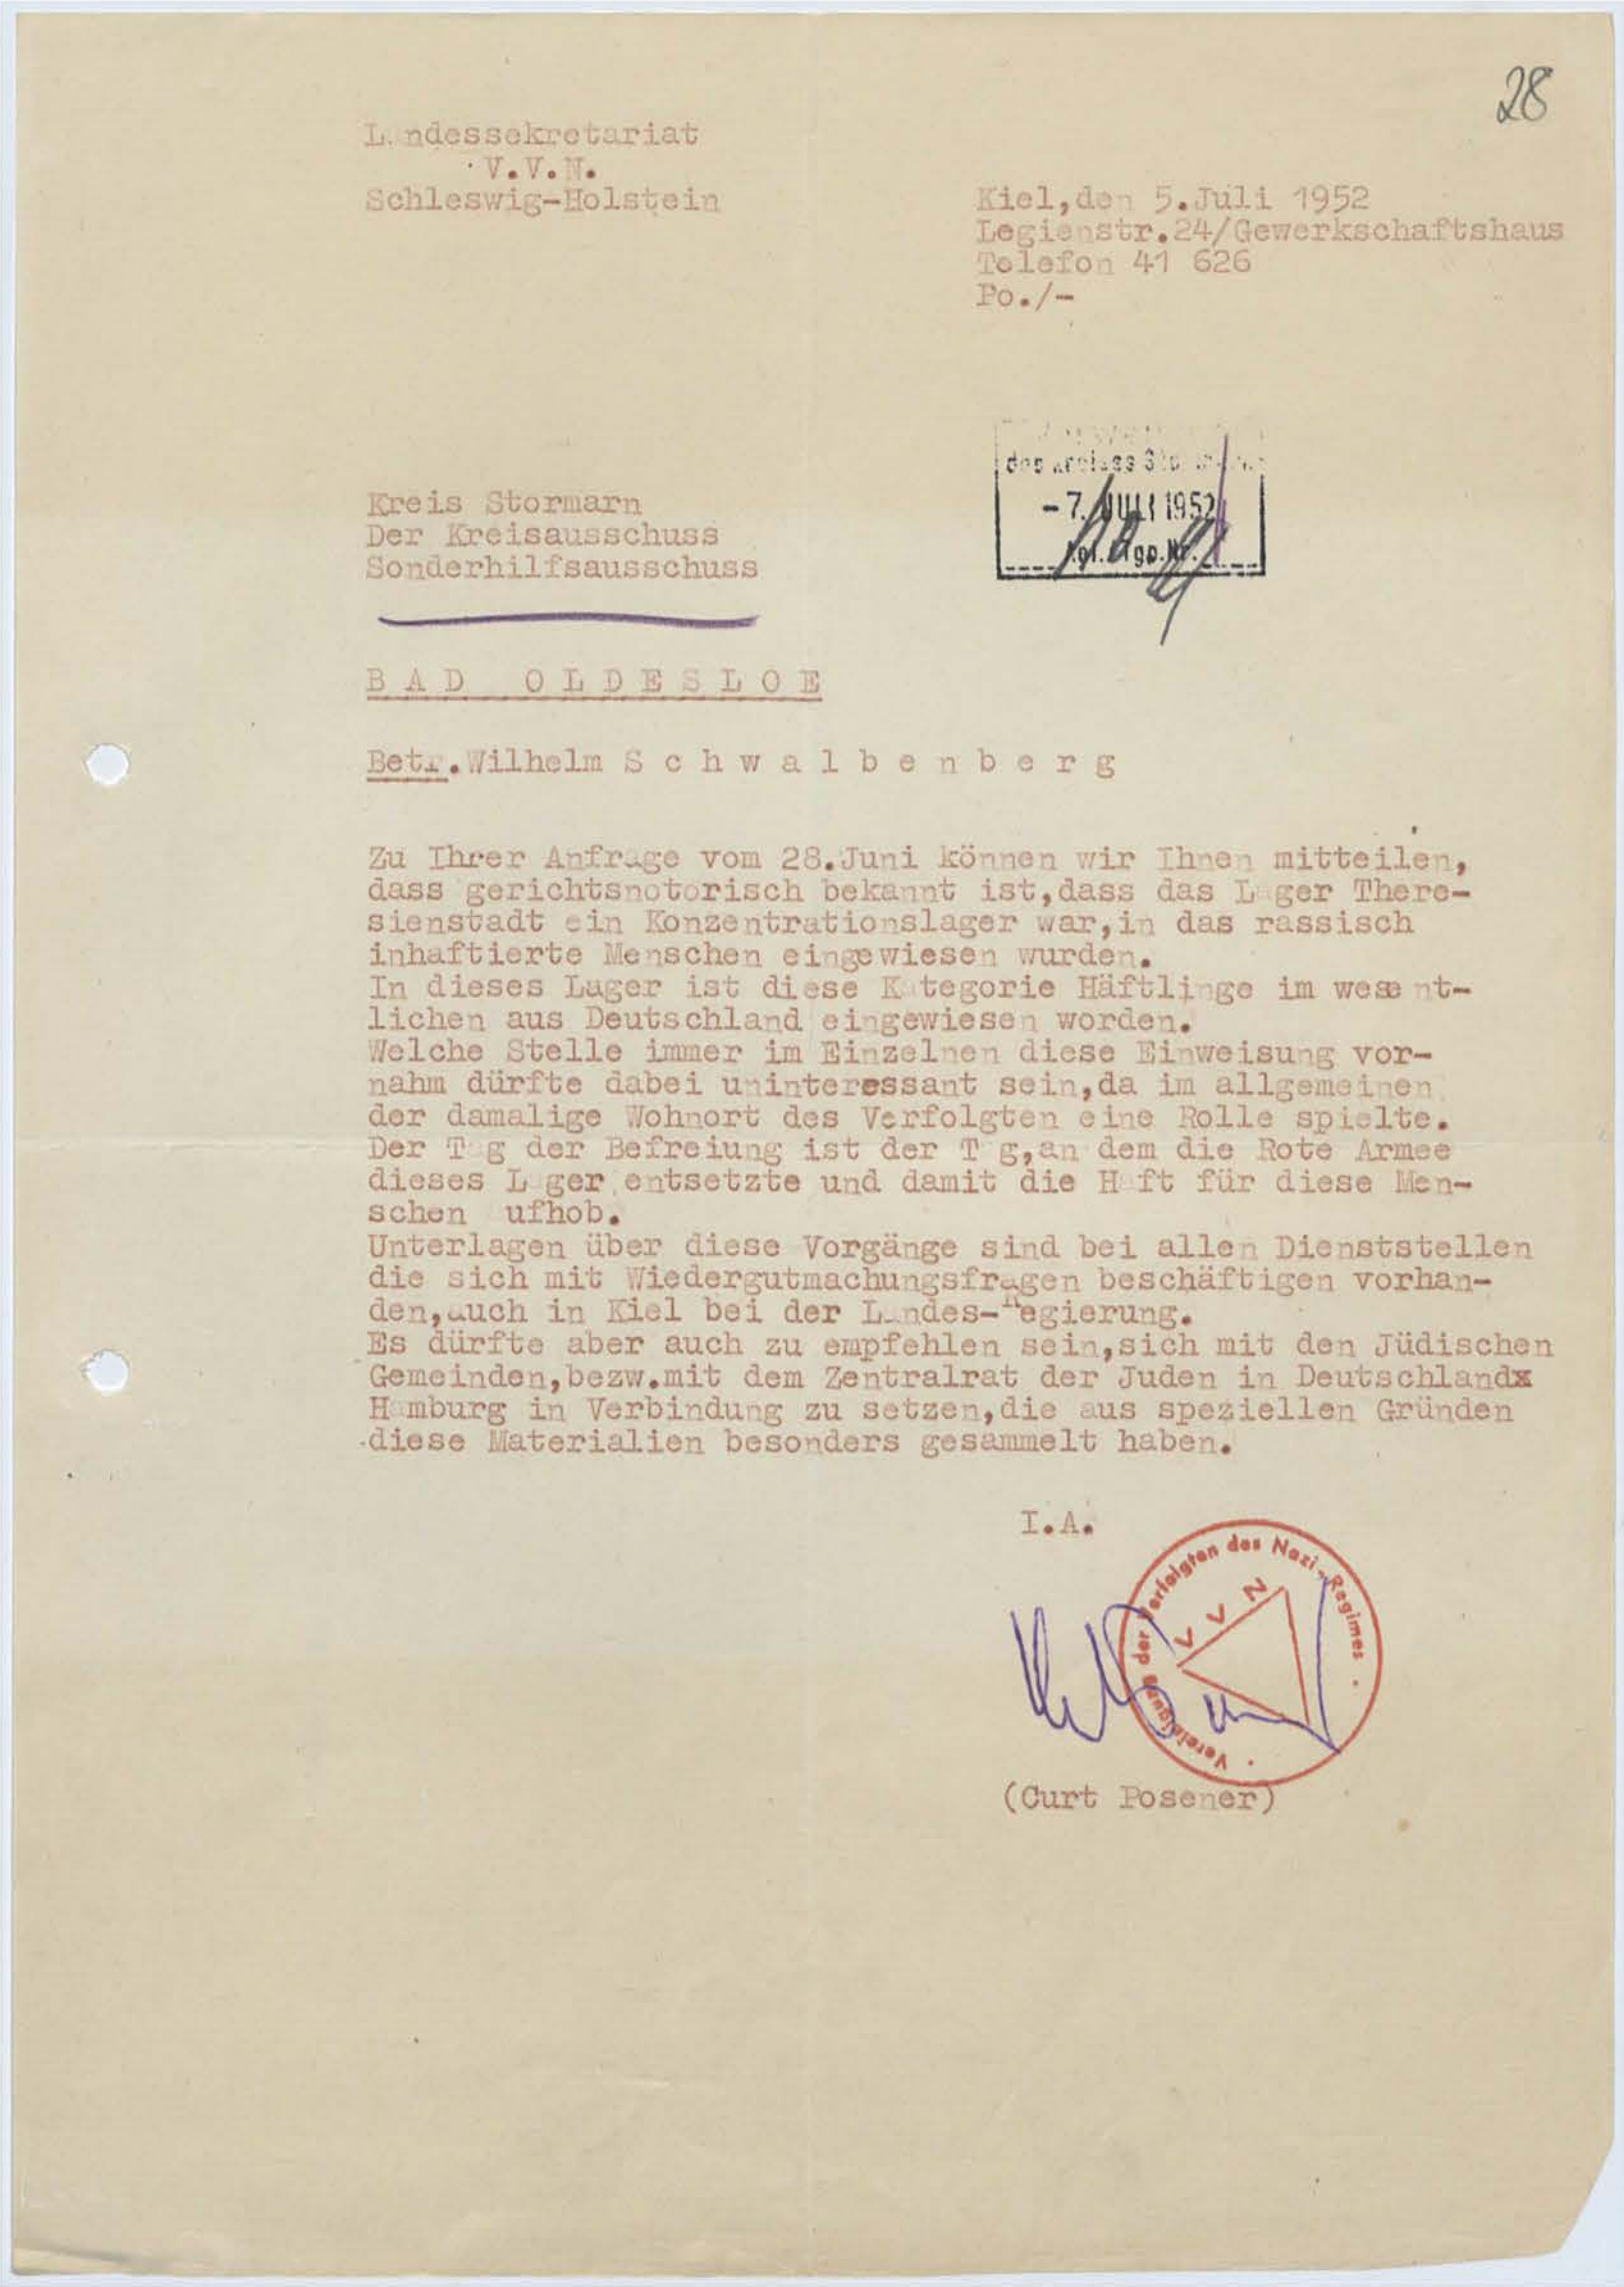 28
Landessekretariat
V.V.N.
Schleswig-Holstein
Kiel,den 5.Juli 1952
Legienstr.24/Gewerkschaftshaus
Telefon 41 626
Po./-
des Kreises Stormarn
-7. JULI 1952
Kreis Stormarn
Der Kreisausschuss
Sonderhilfsausschuss
BAD OLDESLOE
Betr.Wilhelm S c h w a l b e n b e r g
Zu Ihrer Anfrage vom 28.Juni können wir Ihnen mitteilen,
dass gerichtsnotorisch bekannt ist,dass das Lager There-
sienstadt ein Konzentrationslager war,in das rassisch
inhaftierte Menschen eingewiesen wurden.
In dieses Lager ist diese Kategorie Häftlinge im wesent-
lichen aus Deutschland eingewiesen worden.
Welche Stelle immer im Einzelnen diese Einweisung vor-
nahm dürfte dabei uninteressant sein,da im allgemeinen
der damalige Wohnort des Verfolgten eine Rolle spielte.
Der Tag der Befreiung ist der Tag,an dem die Rote Armee
dieses Lager entsetzte und damit die Haft für diese Men-
schen aufhob.
Unterlagen über diese Vorgänge sind bei allen Dienststellen
die sich mit Wiedergutmachungsfragen beschäftigen vorhan-
den,auch in Kiel bei der Landes-Regierung.
Es dürfte aber auch zu empfehlen sein,sich mit den Jüdischen
Gemeinden,bezw.mit dem Zentralrat der Juden in Deutschlandx
Hamburg in Verbindung zu setzen,die aus speziellen Gründen
diese Materialien besonders gesammelt haben.
I.A.
Vereinigung der Verfolgten des Nazi-Regimes
VVN
(Curt Posener)